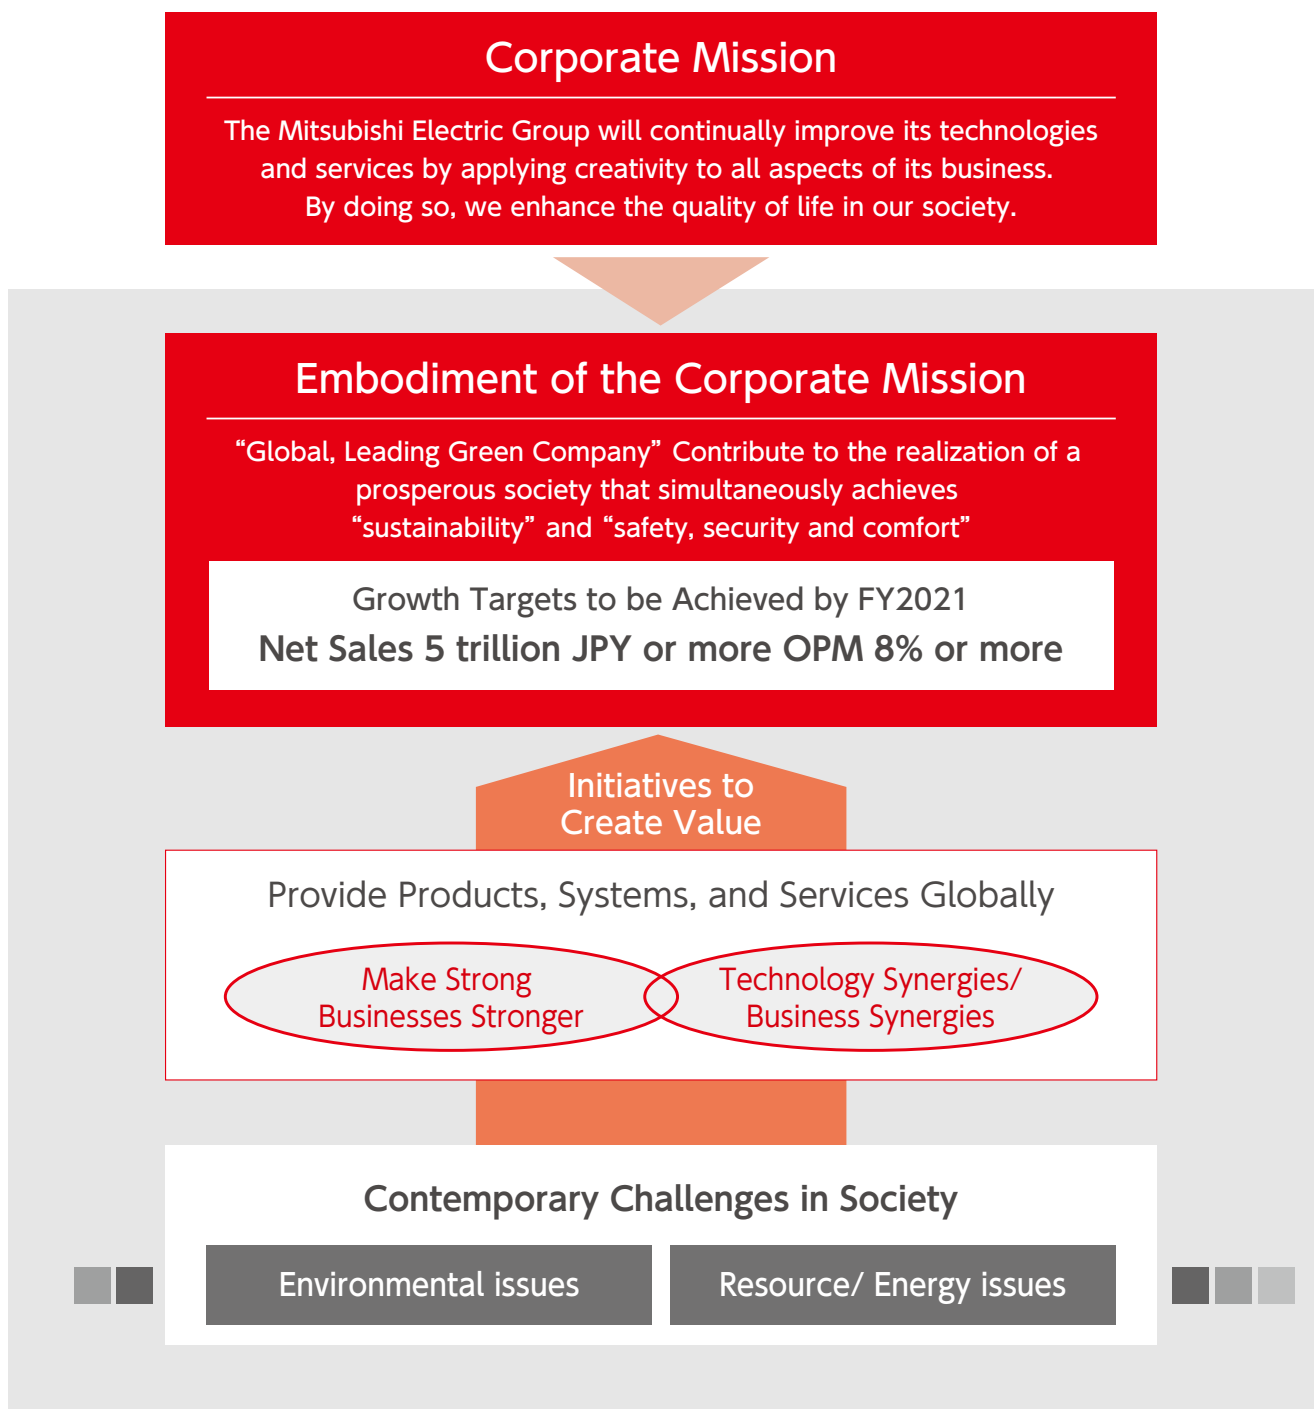 Corporate Mission
The Mitsubishi Electric Group will continually improve its technologies
and services by applying creativity to all aspects of its business.
By doing so, we enhance the quality of life in our society.
Embodiment of the Corporate Mission
“Global, Leading Green Company” Contribute to the realization of a
prosperous society that simultaneously achieves
“sustainability” and “safety, security and comfort”
Growth Targets to be Achieved by FY2021
Net Sales 5 trillion JPY or more OPM 8% or more
Initiatives to
Create Value
Provide Products, Systems, and Services Globally
Make Strong
Businesses Stronger
Technology Synergies/
Business Synergies
Contemporary Challenges in Society
Environmental issues
Resource/ Energy issues